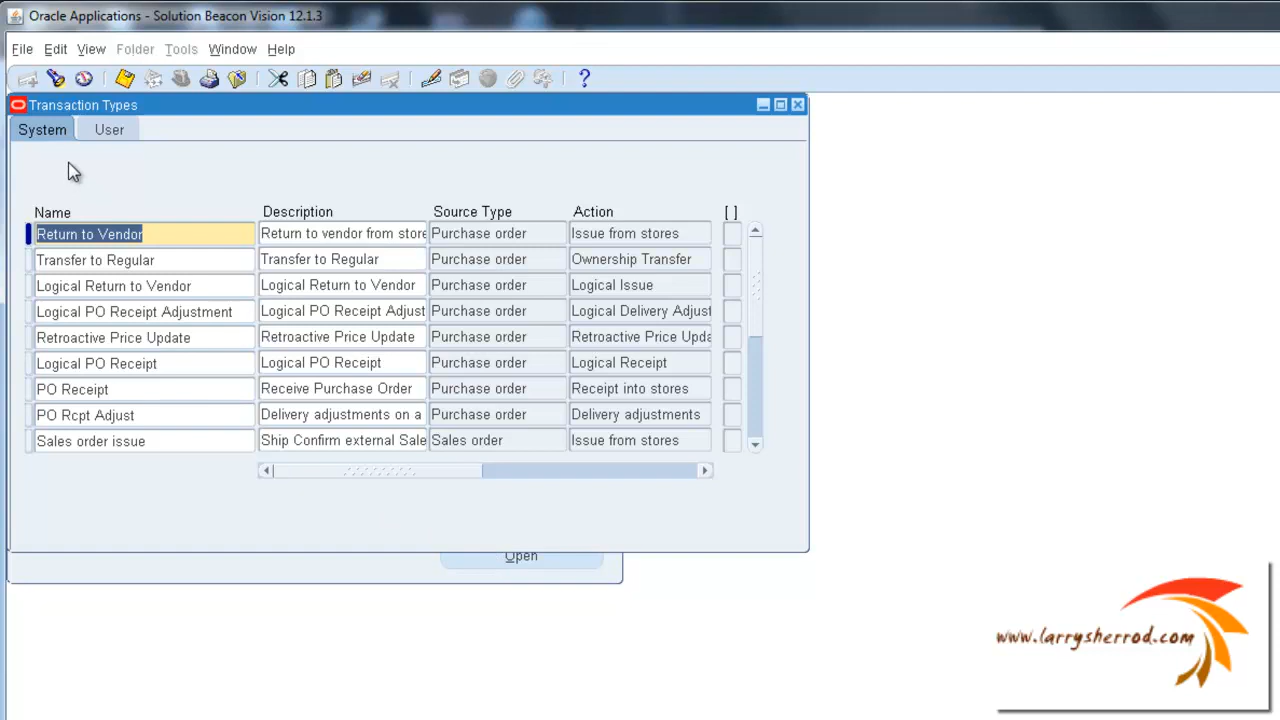 Oracle Applications - Solution Beacon Vision 12.1.3
File Edit View Folder Tools Window Help
Transaction Types
System User
Name Description Source Type Action [ ]
Return to Vendor Return to vendor from store Purchase order Issue from stores
Transfer to Regular Transfer to Regular Purchase order Ownership Transfer
Logical Return to Vendor Logical Return to Vendor Purchase order Logical Issue
Logical PO Receipt Adjustment Logical PO Receipt Adjust Purchase order Logical Delivery Adjust
Retroactive Price Update Retroactive Price Update Purchase order Retroactive Price Upda
Logical PO Receipt Logical PO Receipt Purchase order Logical Receipt
PO Receipt Receive Purchase Order Purchase order Receipt into stores
PO Rcpt Adjust Delivery adjustments on a Purchase order Delivery adjustments
Sales order issue Ship Confirm external Sale Sales order Issue from stores
Open
www.larrysherrod.com